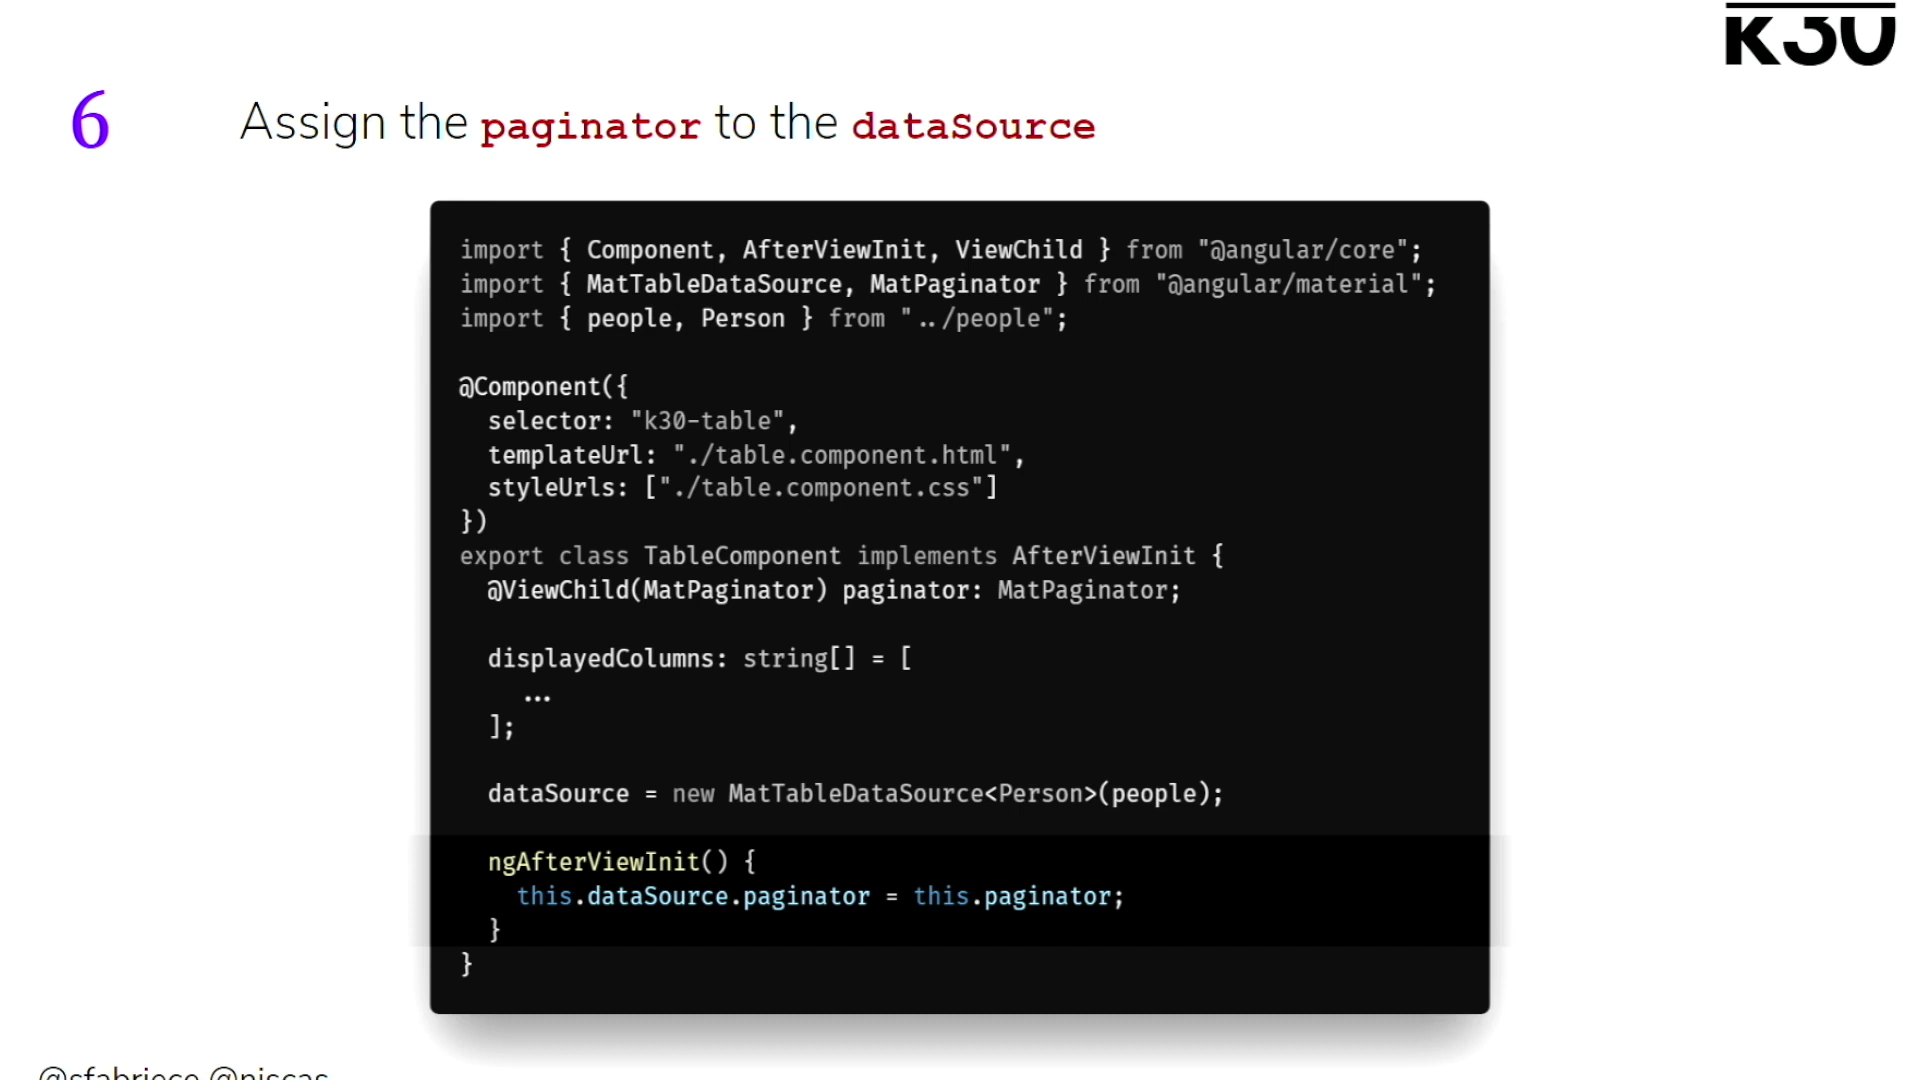 K30
6
Assign the paginator to the dataSource
import { Component, AfterViewInit, ViewChild } from "@angular/core";
import { MatTableDataSource, MatPaginator } from "@angular/material";
import { people, Person } from "../people";
@Component({
selector: "k30-table",
templateUrl: "./table.component.html",
styleUrls: ["./table.component.css"]
})
export class TableComponent implements AfterViewInit {
@ViewChild(MatPaginator) paginator: MatPaginator;
displayedColumns: string[] = [
...
];
dataSource = new MatTableDataSource<Person>(people);
ngAfterViewInit() {
this.dataSource.paginator = this.paginator;
}
}
@sfabriece @niscas